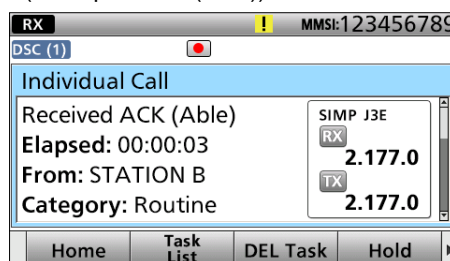 RX ! MMSI:123456789
DSC (1)
Individual Call
Received ACK (Able)
Elapsed: 00:00:03
From: STATION B
Category: Routine
SIMP J3E
RX
2.177.0
TX
2.177.0
Home Task List DEL Task Hold